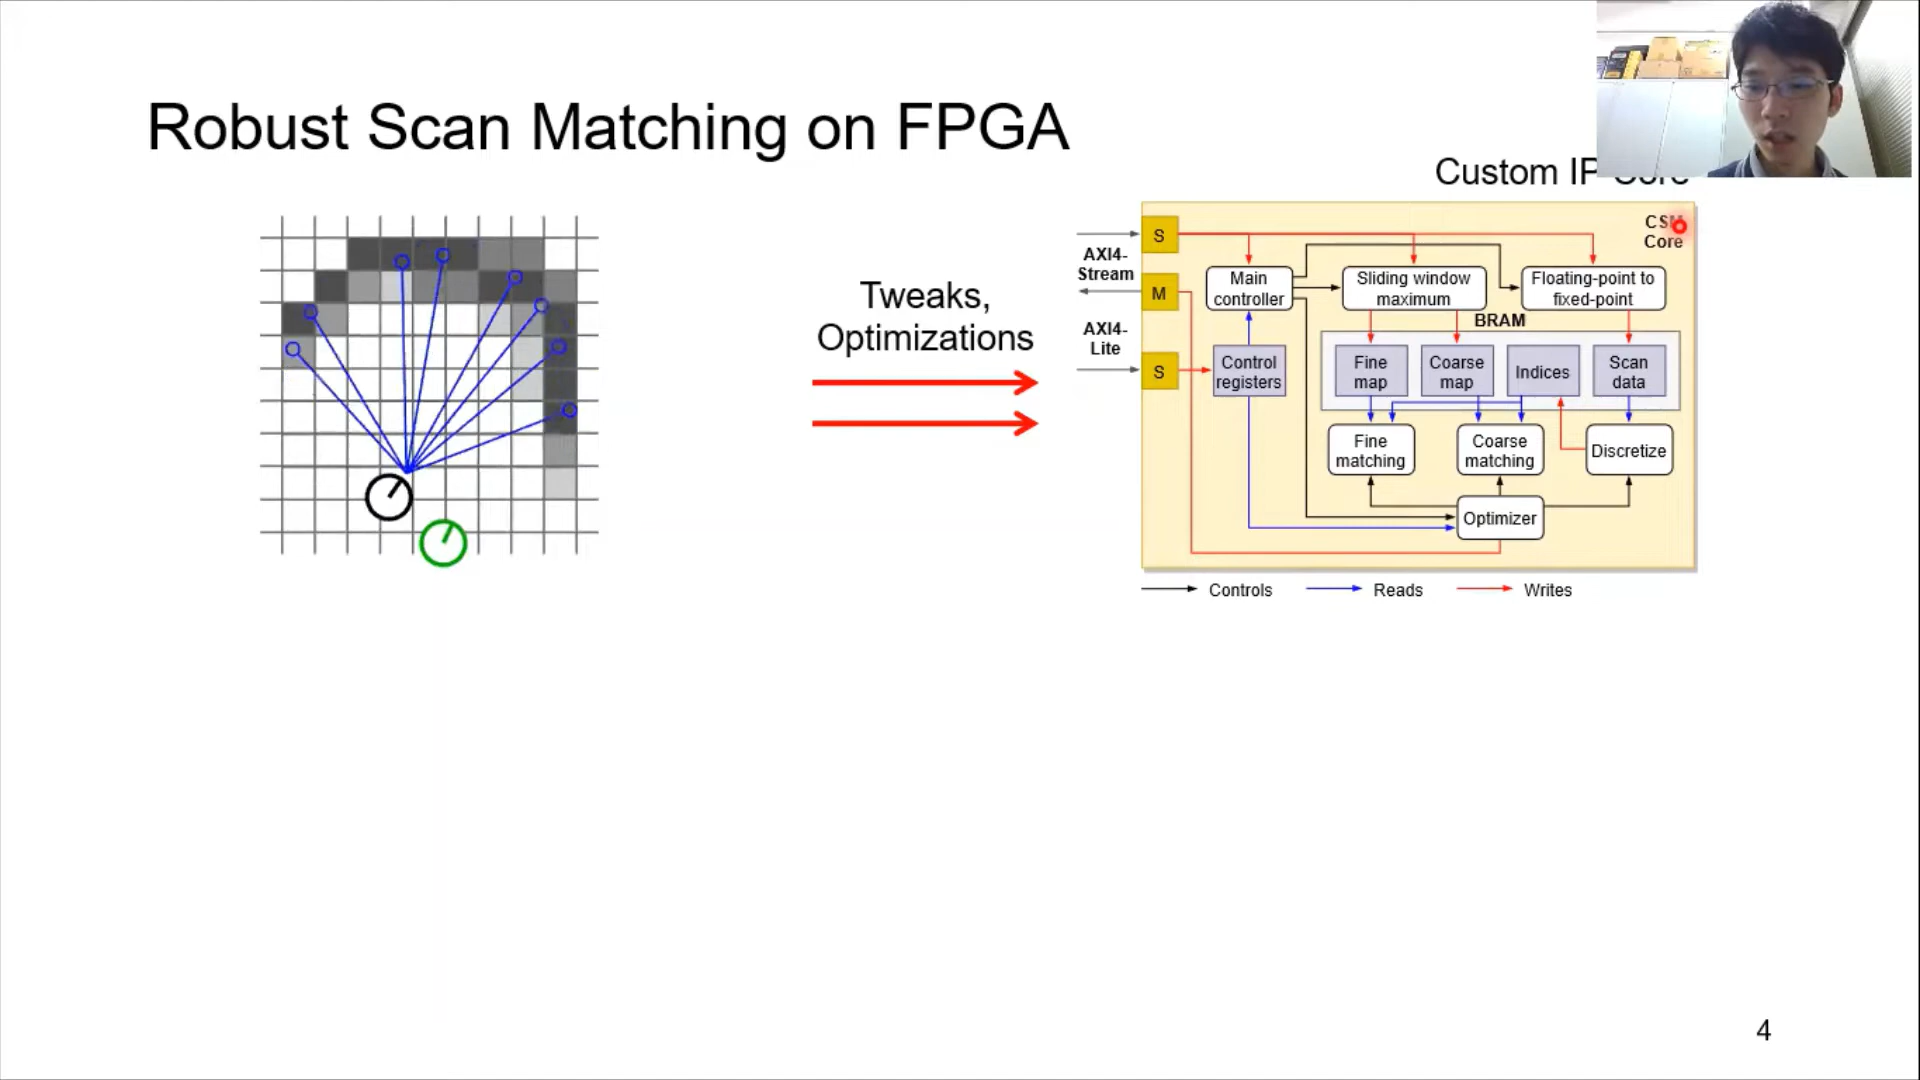 Robust Scan Matching on FPGA
Custom IP Core
Tweaks,
Optimizations
AXI4-
Stream
AXI4-
Lite
S
M
S
CSM
Core
Main
controller
Sliding window
maximum
Floating-point to
fixed-point
BRAM
Control
registers
Fine
map
Coarse
map
Indices
Scan
data
Fine
matching
Coarse
matching
Discretize
Optimizer
Controls
Reads
Writes
4